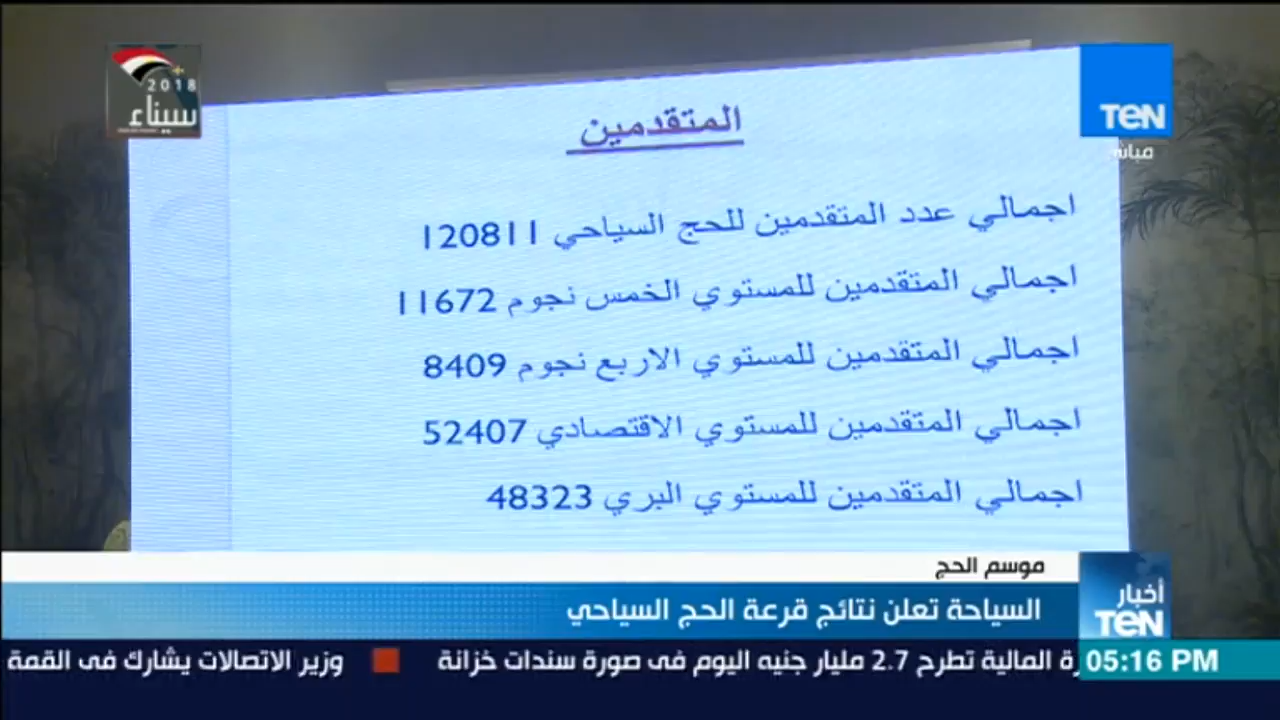 2018
سيناء
TEN
مباشر
المتقدمين
اجمالي عدد المتقدمين للحج السياحي 120811
اجمالي المتقدمين للمستوي الخمس نجوم 11672
اجمالي المتقدمين للمستوي الاربع نجوم 8409
اجمالي المتقدمين للمستوي الاقتصادي 52407
اجمالي المتقدمين للمستوي البري 48323
موسم الحج
السياحة تعلن نتائج قرعة الحج السياحي
أخبار
TEN
ة المالية تطرح 2.7 مليار جنيه اليوم فى صورة سندات خزانة وزير الاتصالات يشارك فى القمة
05:16 PM